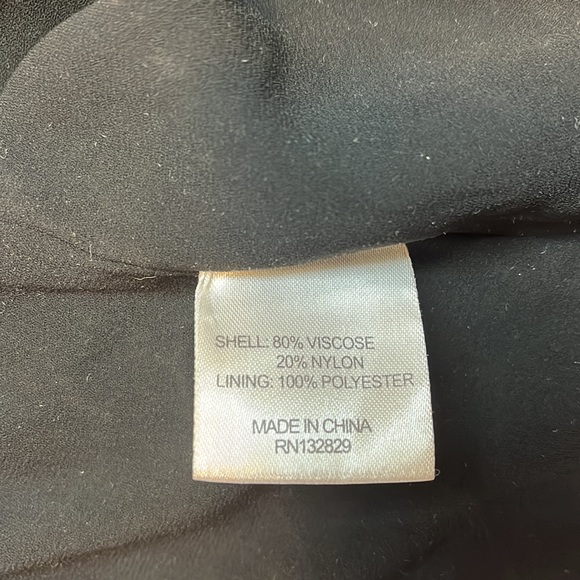 SHELL: 80% VISCOSE
20% NYLON
LINING: 100% POLYESTER
MADE IN CHINA
RN132829